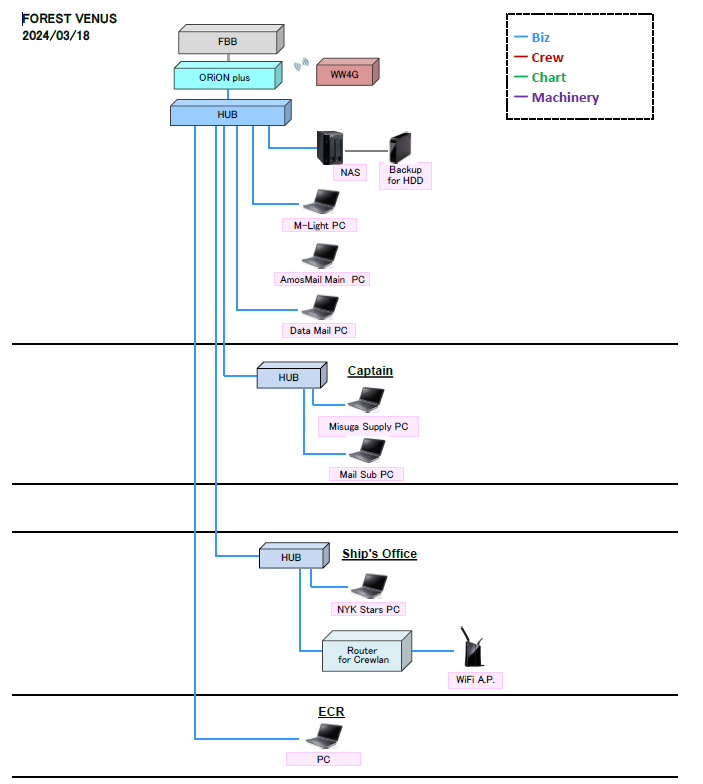 FOREST VENUS
2024/03/18
Biz
Crew
Chart
Machinery
FBB
ORiON plus
WW4G
HUB
NAS
Backup
for HDD
M-Light PC
AmosMail Main PC
Data Mail PC
Captain
HUB
Misuga Supply PC
Mail Sub PC
Ship's Office
HUB
NYK Stars PC
Router
for Crewlan
WiFi A.P.
ECR
PC